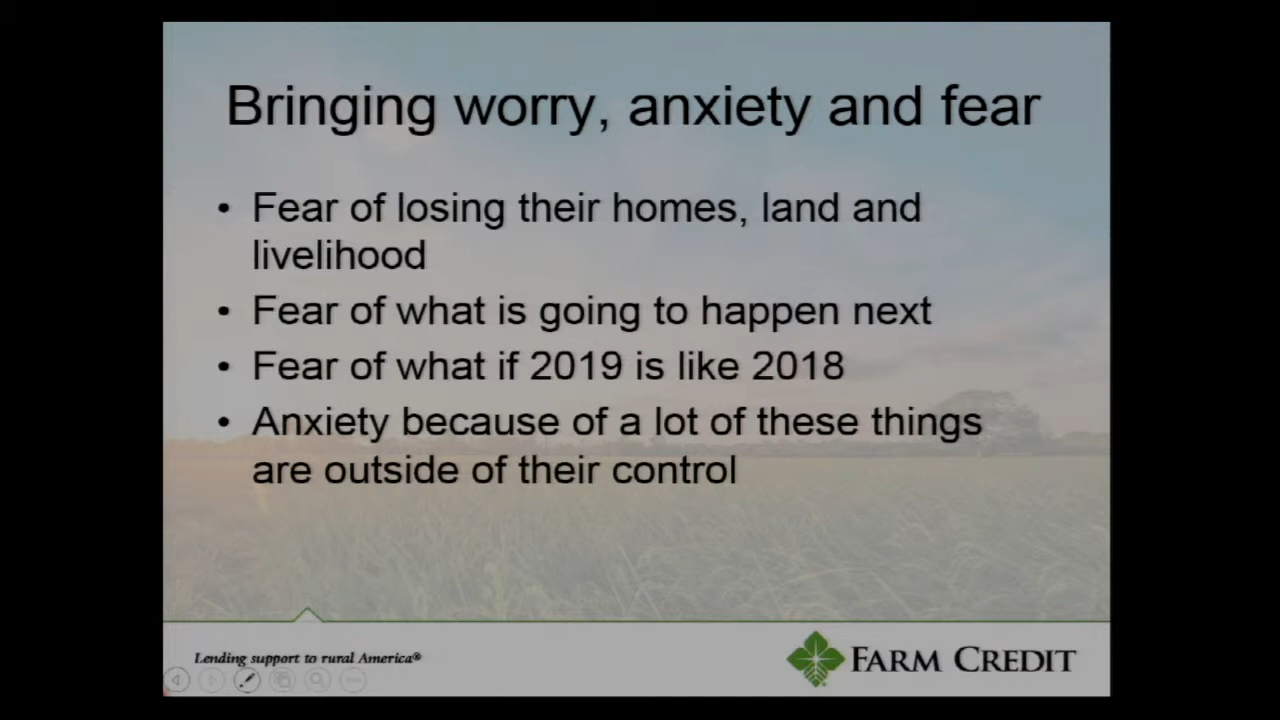 Bringing worry, anxiety and fear
• Fear of losing their homes, land and
livelihood
• Fear of what is going to happen next
• Fear of what if 2019 is like 2018
• Anxiety because of a lot of these things
are outside of their control
Lending support to rural America®
FARM CREDIT